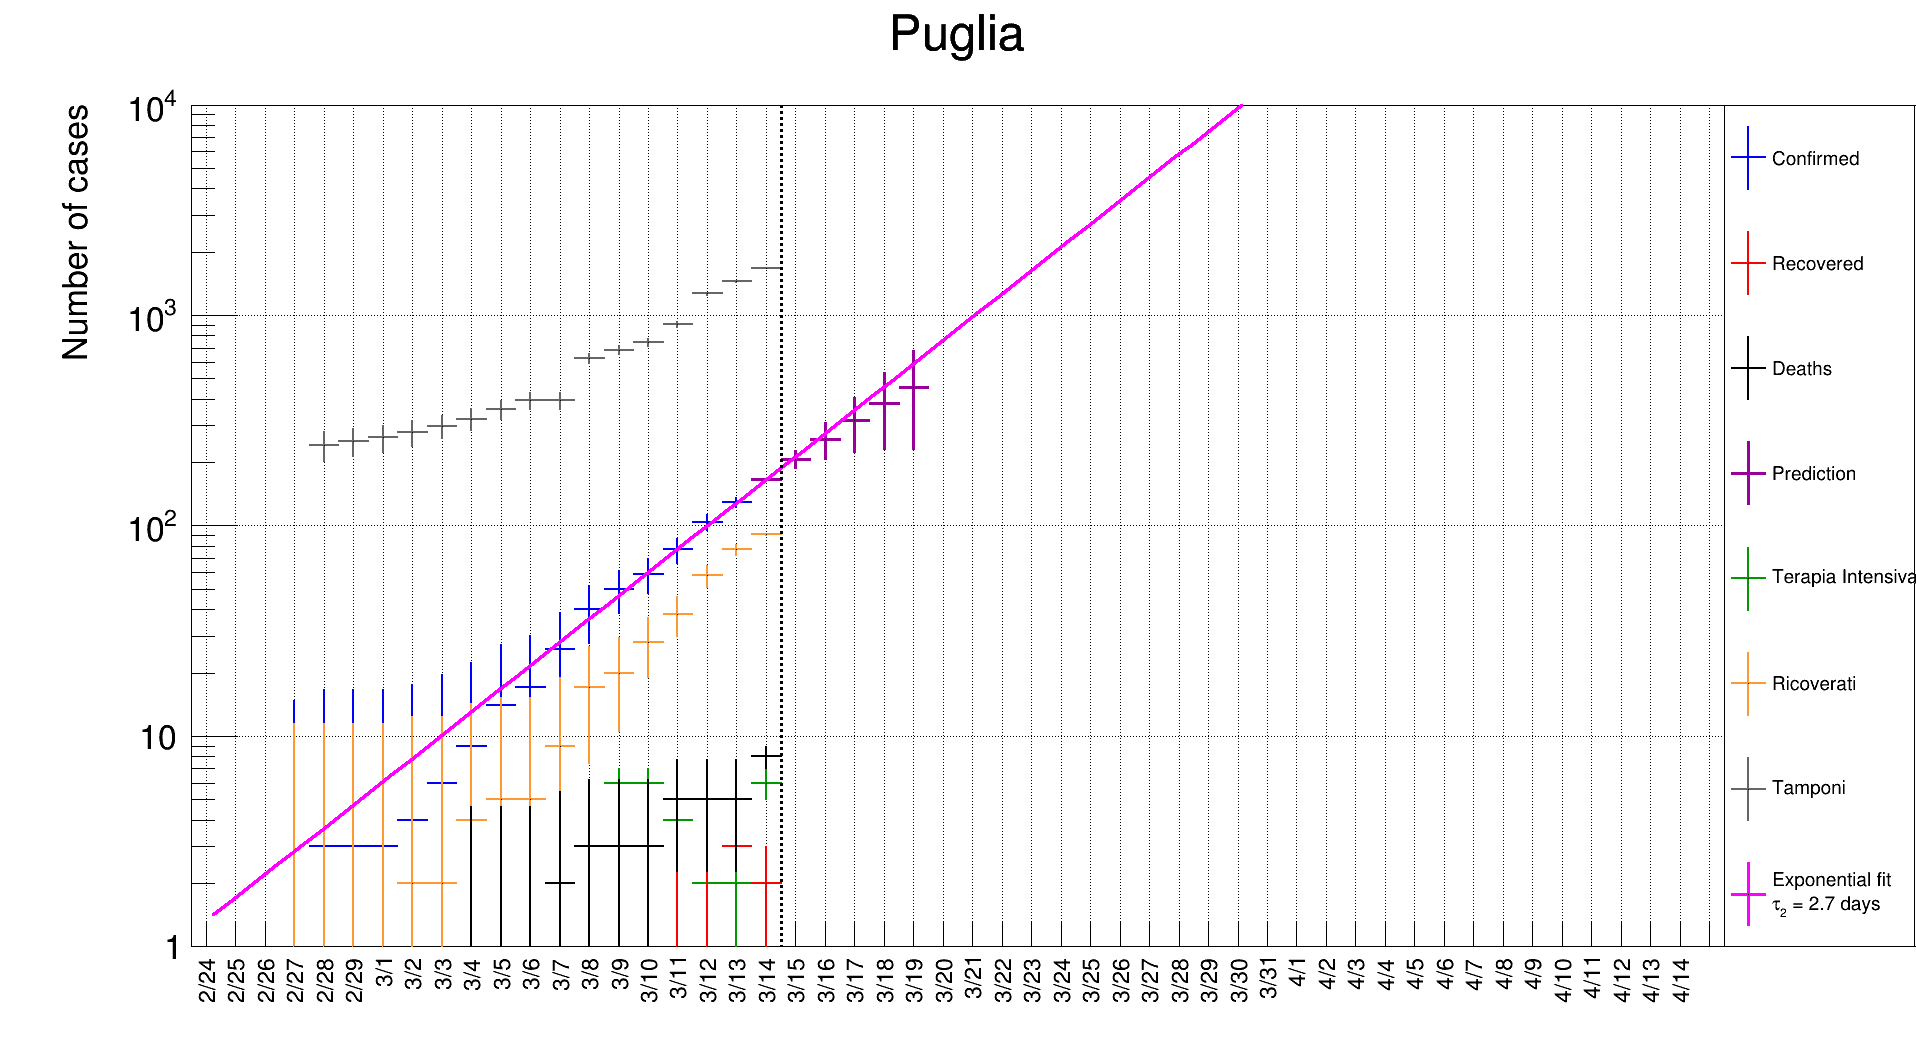 Puglia
Number of cases
10^4
10^3
10^2
10
1
2/24 2/25 2/26 2/27 2/28 2/29 3/1 3/2 3/3 3/4 3/5 3/6 3/7 3/8 3/9 3/10 3/11 3/12 3/13 3/14 3/15 3/16 3/17 3/18 3/19 3/20 3/21 3/22 3/23 3/24 3/25 3/26 3/27 3/28 3/29 3/30 3/31 4/1 4/2 4/3 4/4 4/5 4/6 4/7 4/8 4/9 4/10 4/11 4/12 4/13 4/14
Confirmed
Recovered
Deaths
Prediction
Terapia Intensiva
Ricoverati
Tamponi
Exponential fit
τ_2 = 2.7 days